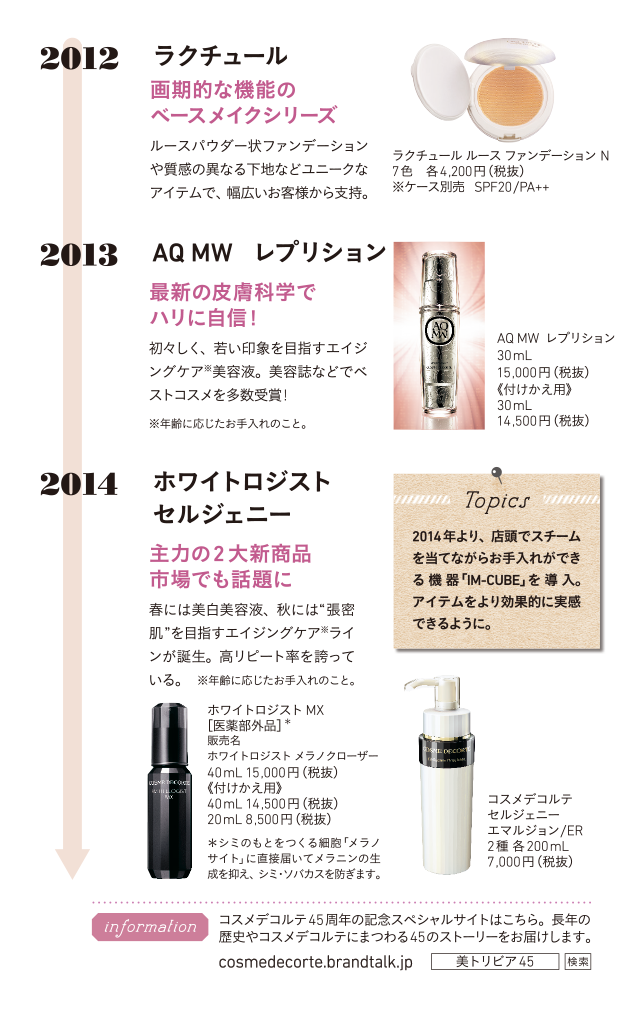 2012
ラクチュール
画期的な機能の
ベースメイクシリーズ
ルースパウダー状ファンデーション
や質感の異なる下地などユニークな
アイテムで、幅広いお客様から支持。
ラクチュール ルース ファンデーション N
7色 各4,200円（税抜）
※ケース別売 SPF20/PA++
2013
AQ MW レプリション
最新の皮膚科学で
ハリに自信！
初々しく、若い印象を目指すエイジ
ングケア※美容液。美容誌などでベ
ストコスメを多数受賞！
※年齢に応じたお手入れのこと。
AQ
MW
AQ MW レプリション
30mL
15,000円（税抜）
《付けかえ用》
30mL
14,500円（税抜）
2014
ホワイトロジスト
セルジェニー
主力の2大新商品
市場でも話題に
春には美白美容液、秋には“張密
肌”を目指すエイジングケア※ライ
ンが誕生。高リピート率を誇って
いる。 ※年齢に応じたお手入れのこと。
Topics
2014年より、店頭でスチーム
を当てながらお手入れができ
る機器「IM-CUBE」を導入。
アイテムをより効果的に実感
できるように。
COSME DECORTE
WHITELOGIST
MX
ホワイトロジスト MX
［医薬部外品］＊
販売名
ホワイトロジスト メラノクローザー
40mL 15,000円（税抜）
《付けかえ用》
40mL 14,500円（税抜）
20mL 8,500円（税抜）
＊シミのもとをつくる細胞「メラノ
サイト」に直接届いてメラニンの生
成を抑え、シミ・ソバカスを防ぎます。
COSME DECORTE
コスメデコルテ
セルジェニー
エマルジョン/ER
2種 各200mL
7,000円（税抜）
information
コスメデコルテ45周年の記念スペシャルサイトはこちら。長年の
歴史やコスメデコルテにまつわる45のストーリーをお届けします。
cosmedecorte.brandtalk.jp 美トリビア45 検索